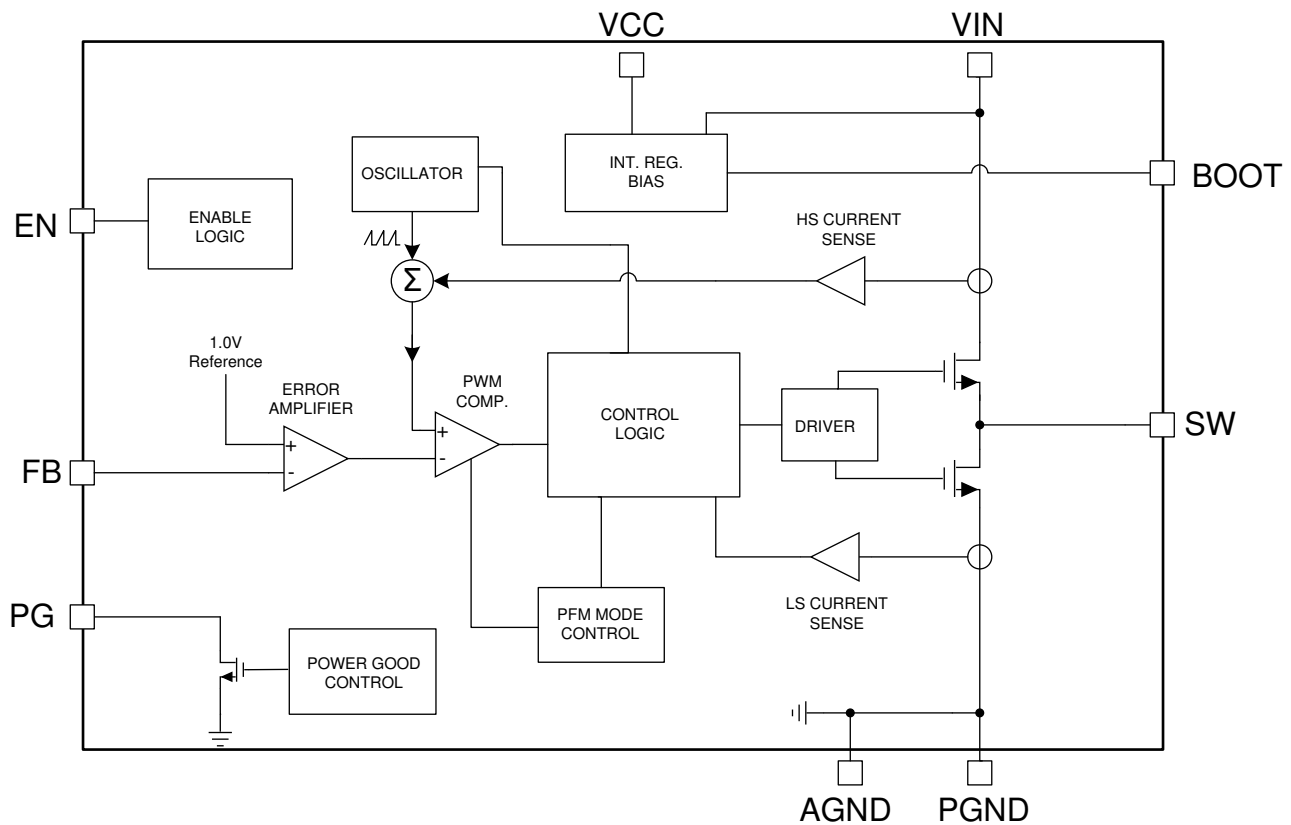 VCC
VIN
OSCILLATOR
INT. REG.
BIAS
BOOT
EN
ENABLE
LOGIC
HS CURRENT
SENSE
Σ
1.0V
Reference
ERROR
AMPLIFIER
PWM
COMP.
CONTROL
LOGIC
DRIVER
SW
+
-
+
-
FB
PG
PFM MODE
CONTROL
LS CURRENT
SENSE
POWER GOOD
CONTROL
AGND
PGND